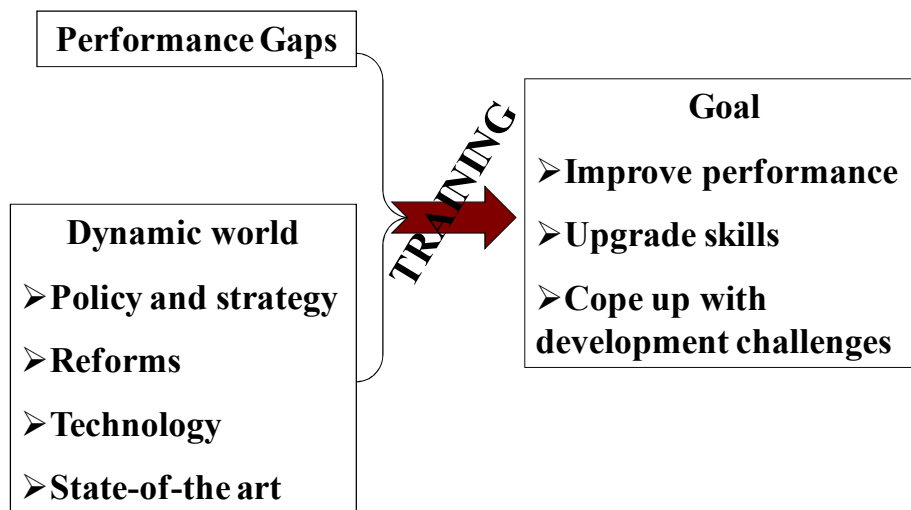 Performance Gaps
Dynamic world
➢Policy and strategy
➢Reforms
➢Technology
➢State-of-the art
TRAINING
Goal
➢Improve performance
➢Upgrade skills
➢Cope up with
development challenges